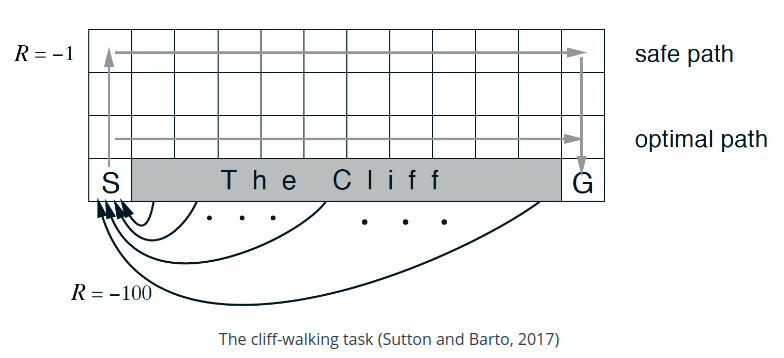 R = −1
safe path
optimal path
S The Cliff G
R = −100
The cliff-walking task (Sutton and Barto, 2017)